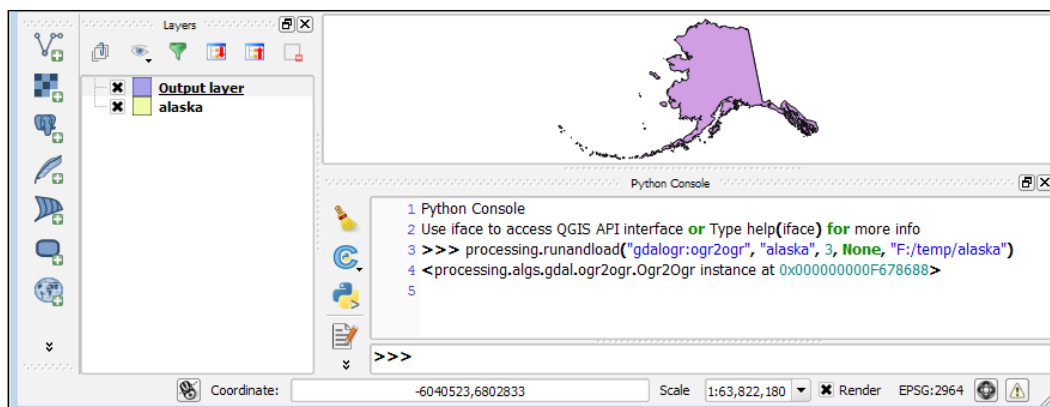 Layers
Output layer
alaska
Python Console
1 Python Console
2 Use iface to access QGIS API interface or Type help(iface) for more info
3 >>> processing.runandload("gdalogr:ogr2ogr", "alaska", 3, None, "F:/temp/alaska")
4 <processing.algs.gdal.ogr2ogr.Ogr2Ogr instance at 0x000000000F678688>
5
>>>
Coordinate: -6040523,6802833 Scale 1:63,822,180 Render EPSG:2964